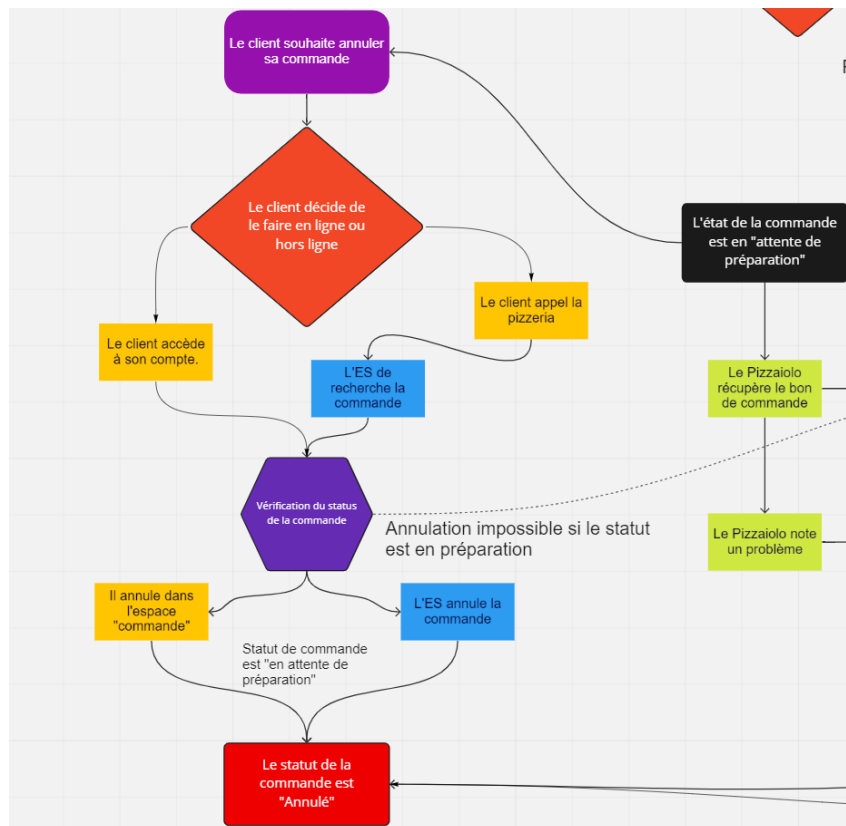 Le client souhaite annuler
sa commande
Le client décide de
le faire en ligne ou
hors ligne
L'état de la commande
est en "attente de
préparation"
Le client appel la
pizzeria
Le client accède
à son compte.
L'ES de
recherche la
commande
Le Pizzaiolo
récupère le bon
de commande
Vérification du status
de la commande
Annulation impossible si le statut
est en préparation
Le Pizzaiolo note
un problème
Il annule dans
l'espace
"commande"
L'ES annule la
commande
Statut de commande
est "en attente de
préparation"
Le statut de la
commande est
"Annulé"